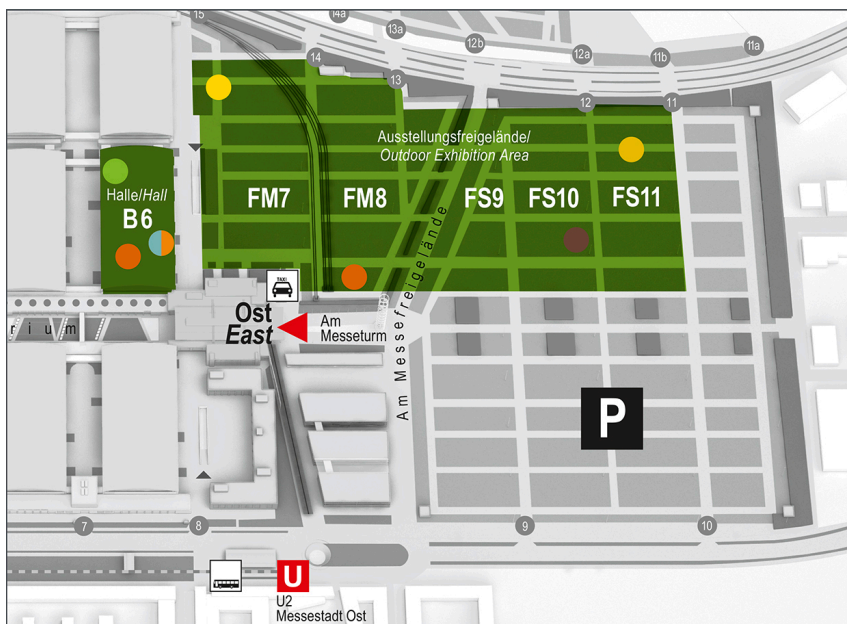 15
14a
13a
12b
12a
11b
11a
14
13
12
11
Ausstellungsfreigelände/
Outdoor Exhibition Area
Halle/Hall
B6
FM7
FM8
FS9
FS10
FS11
TAXI
Ost
East
Am
Messeturm
Am Messefreigelände
rium
P
7
8
9
10
U
U2
Messestadt Ost